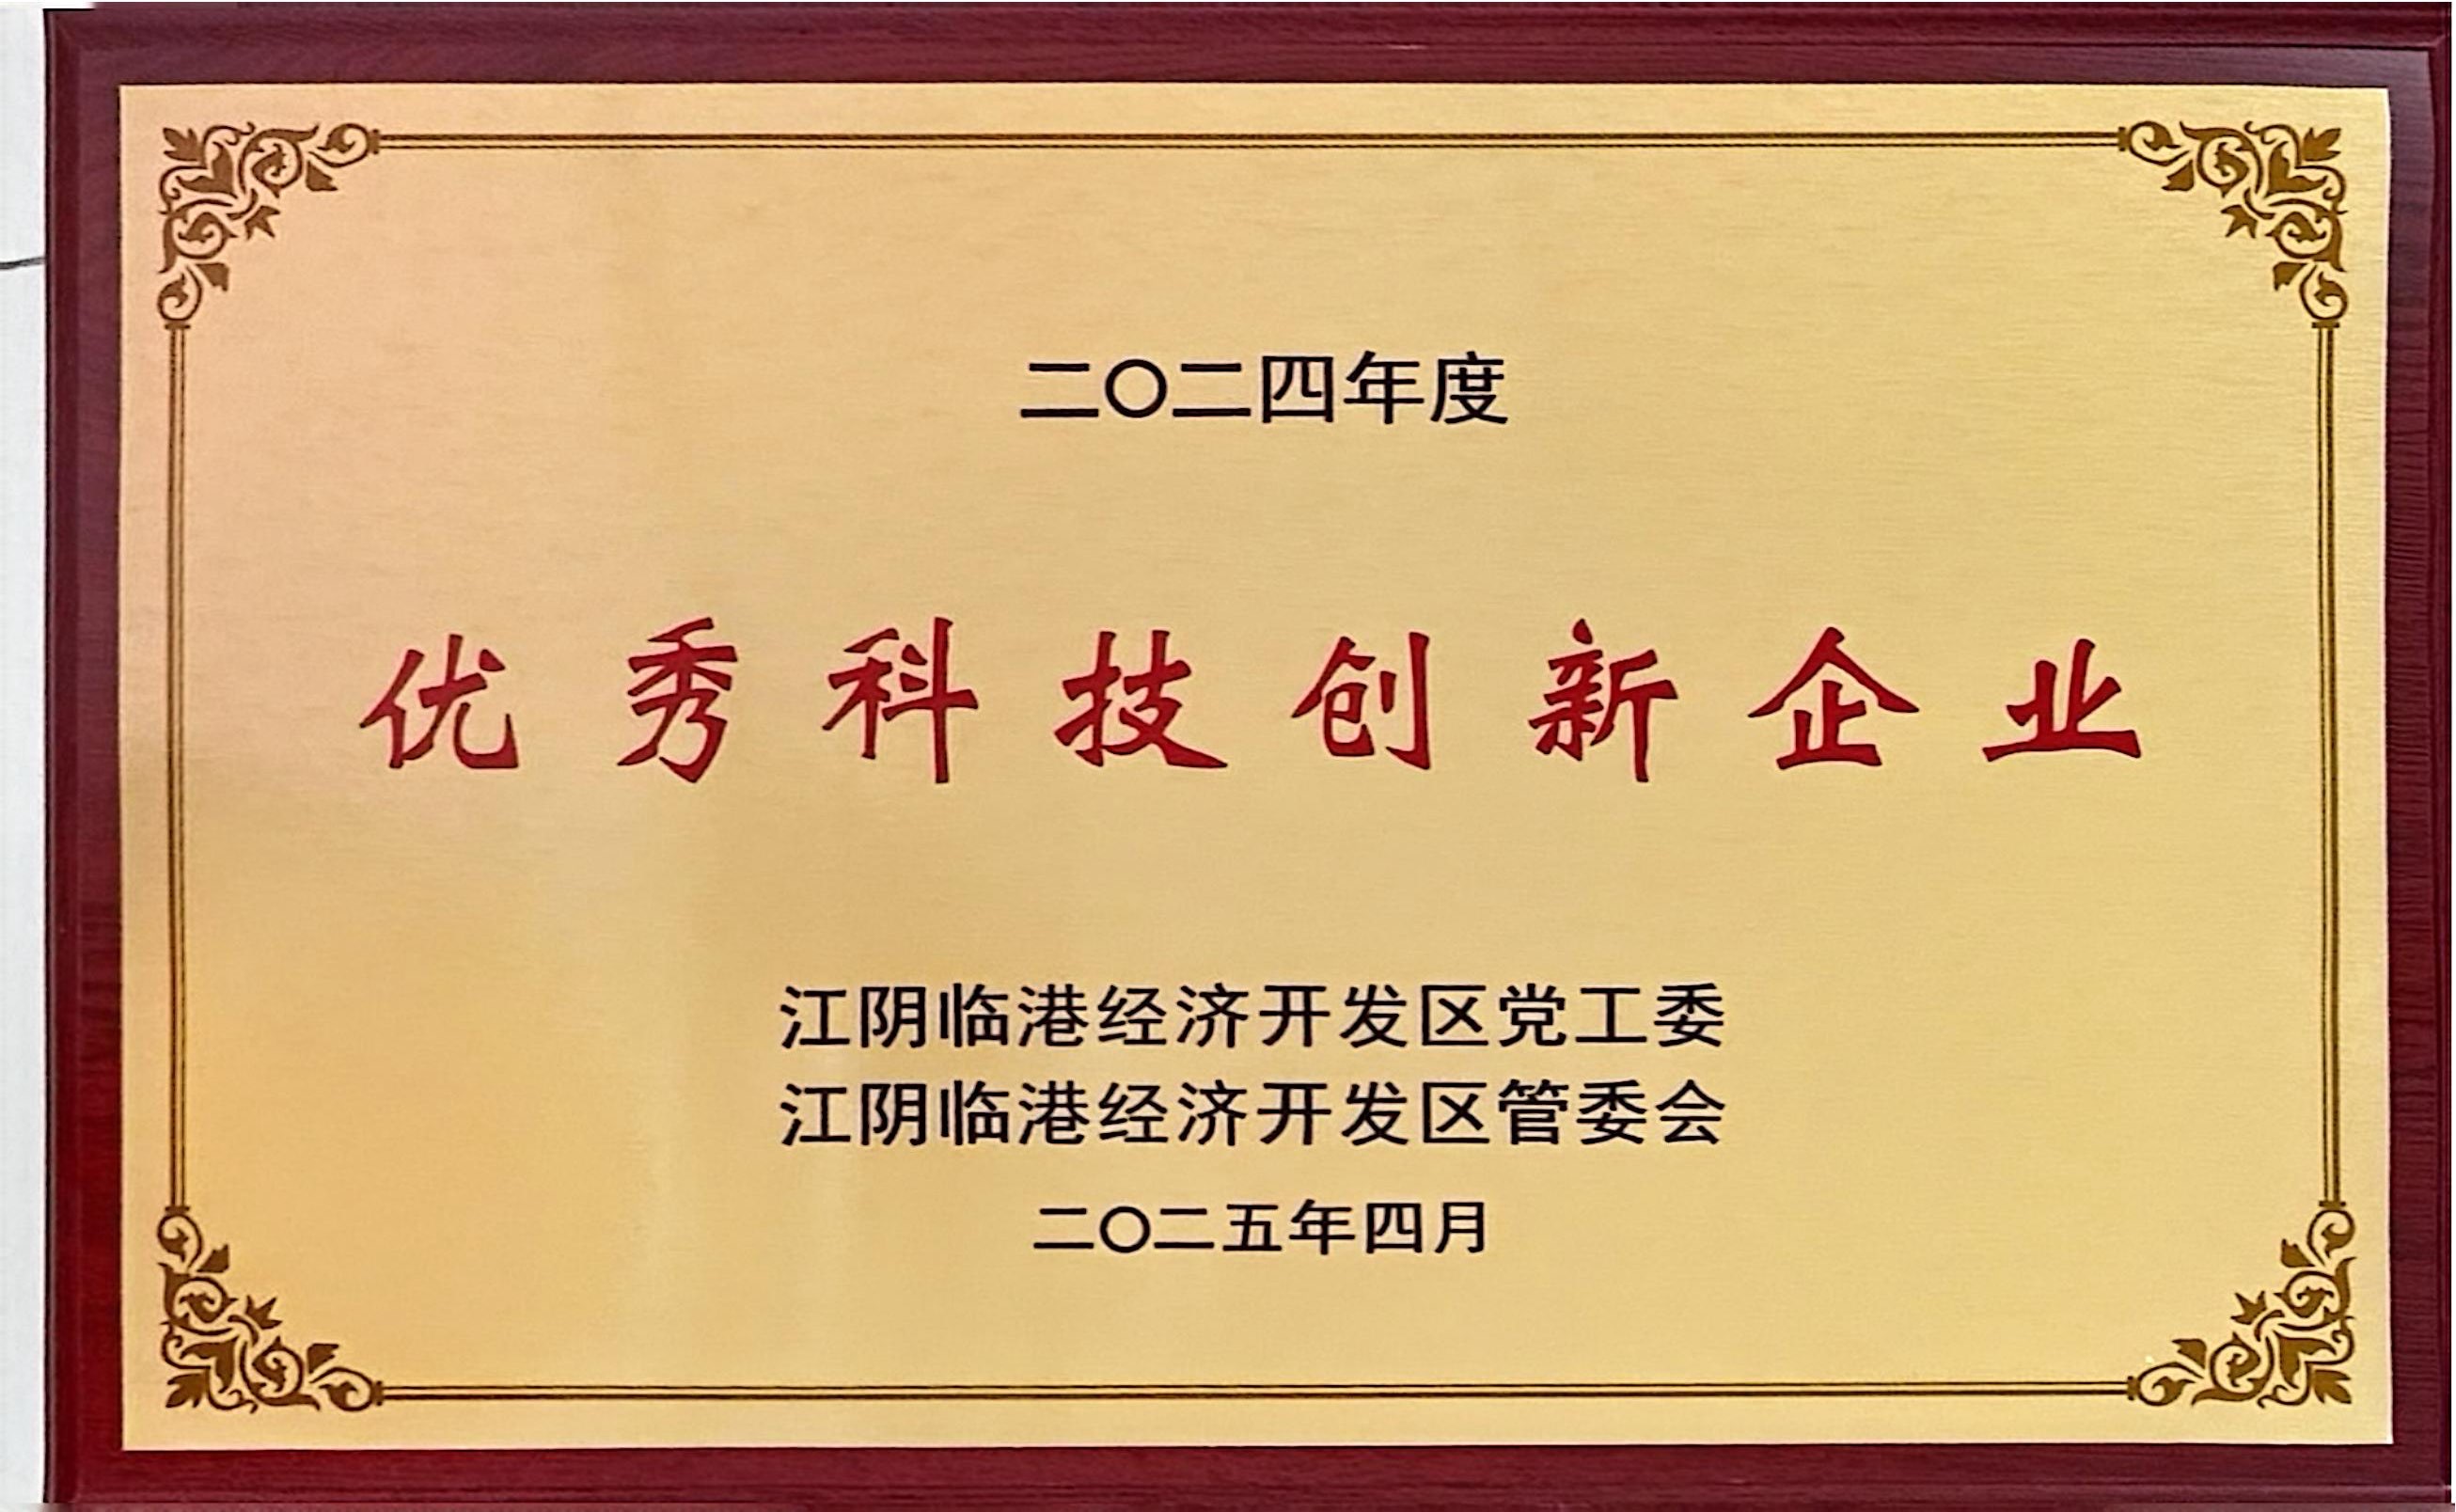 二〇二四年度
优秀科技创新企业
江阴临港经济开发区党工委
江阴临港经济开发区管委会
二〇二五年四月